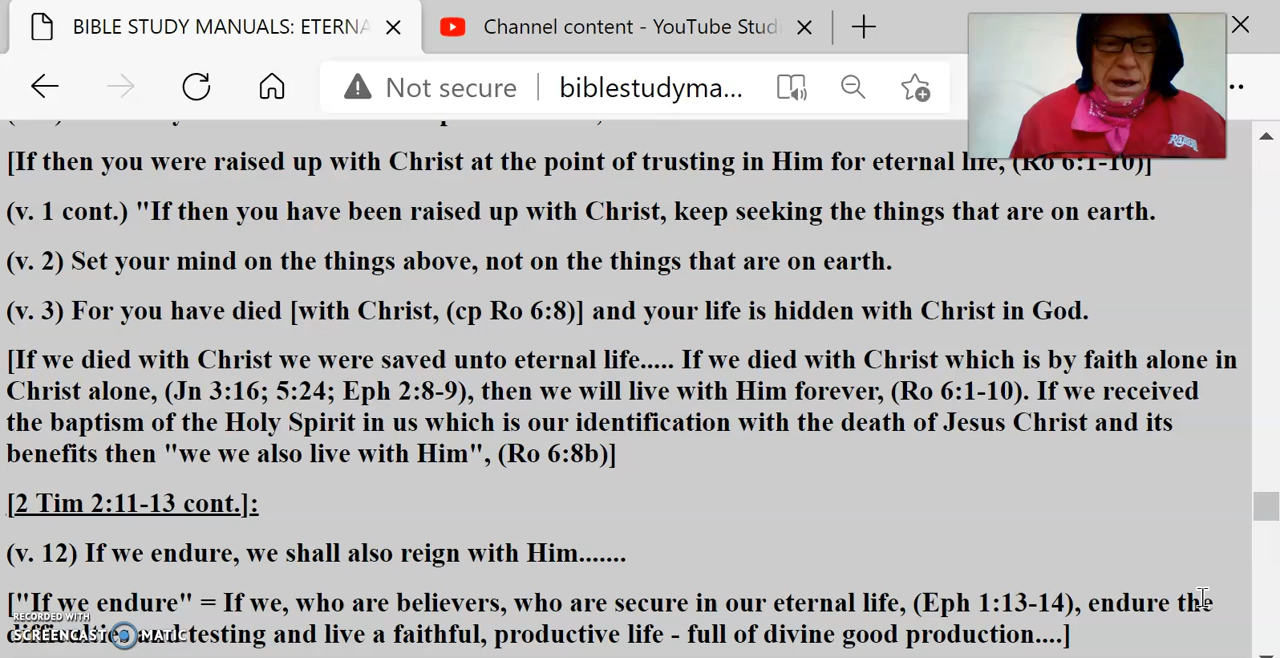 BIBLE STUDY MANUALS: ETERNA
Channel content - YouTube Stud
Not secure
biblestudyma...
[If then you were raised up with Christ at the point of trusting in Him for eternal life, (Ro 6:1-10)]
(v. 1 cont.) "If then you have been raised up with Christ, keep seeking the things that are on earth.
(v. 2) Set your mind on the things above, not on the things that are on earth.
(v. 3) For you have died [with Christ, (cp Ro 6:8)] and your life is hidden with Christ in God.
[If we died with Christ we were saved unto eternal life..... If we died with Christ which is by faith alone in
Christ alone, (Jn 3:16; 5:24; Eph 2:8-9), then we will live with Him forever, (Ro 6:1-10). If we received
the baptism of the Holy Spirit in us which is our identification with the death of Jesus Christ and its
benefits then "we we also live with Him", (Ro 6:8b)]
[2 Tim 2:11-13 cont.]:
(v. 12) If we endure, we shall also reign with Him.......
["If we endure" = If we, who are believers, who are secure in our eternal life, (Eph 1:13-14), endure the
and testing and live a faithful, productive life - full of divine good production....]
RECORDED WITH
SCREENCAST MATIC